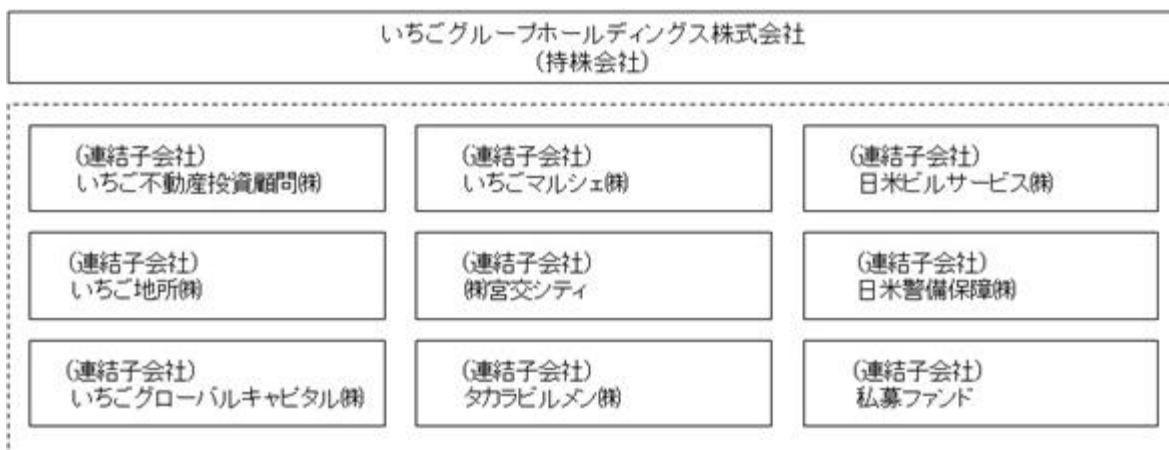 いちごグループホールディングス株式会社
(持株会社)
(連結子会社)
いちご不動産投資顧問㈱
(連結子会社)
いちごマルシェ㈱
(連結子会社)
日米ビルサービス㈱
(連結子会社)
いちご地所㈱
(連結子会社)
㈱宮交シティ
(連結子会社)
日米警備保障㈱
(連結子会社)
いちごグローバルキャピタル㈱
(連結子会社)
タカラビルメン㈱
(連結子会社)
私募ファンド